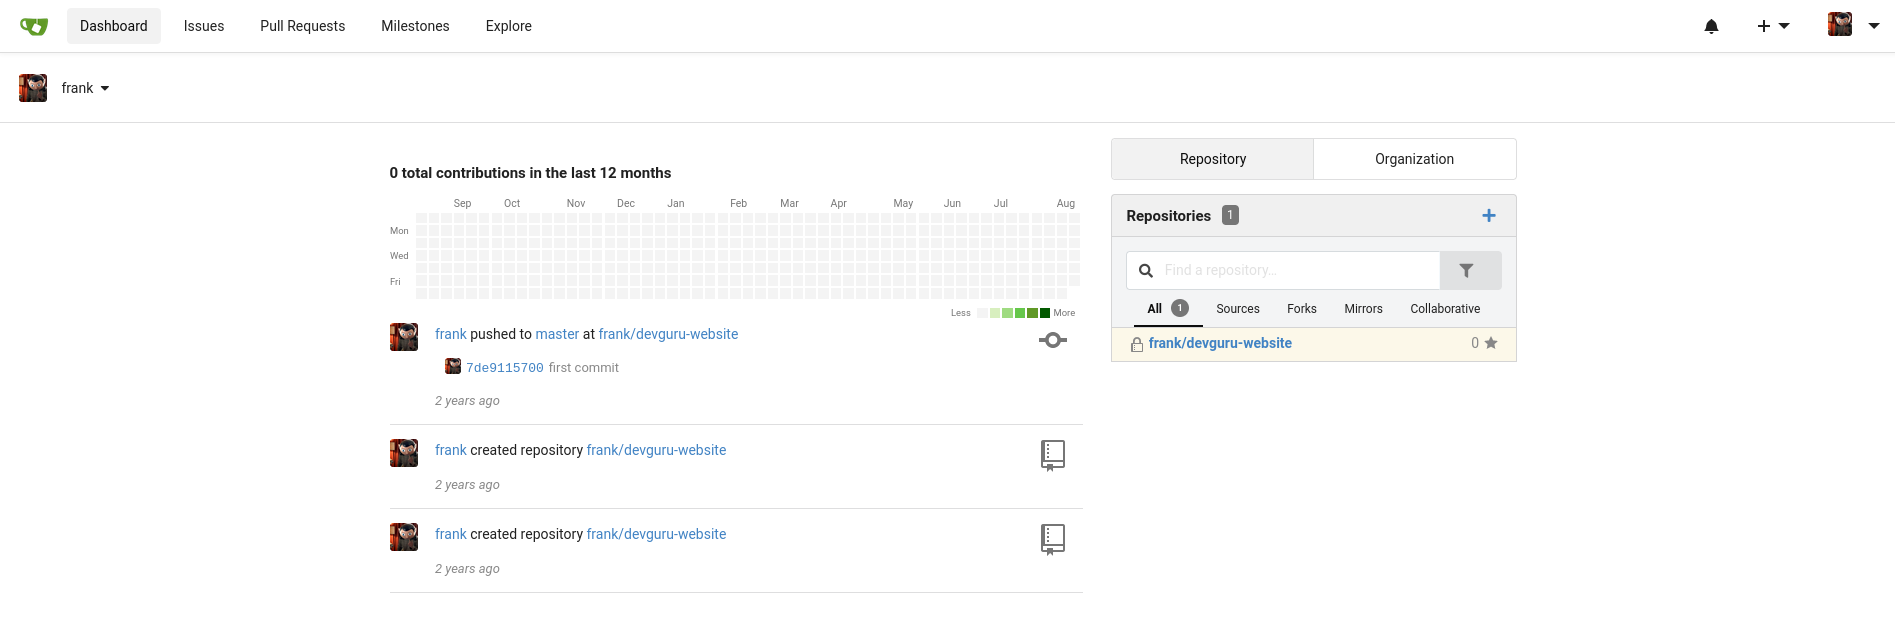 Dashboard Issues Pull Requests Milestones Explore
frank
0 total contributions in the last 12 months
Sep Oct Nov Dec Jan Feb Mar Apr May Jun Jul Aug
Mon
Wed
Fri
Less More
frank pushed to master at frank/devguru-website
7de9115700 first commit
2 years ago
frank created repository frank/devguru-website
2 years ago
frank created repository frank/devguru-website
2 years ago
Repository Organization
Repositories 1
Find a repository...
All 1 Sources Forks Mirrors Collaborative
frank/devguru-website 0